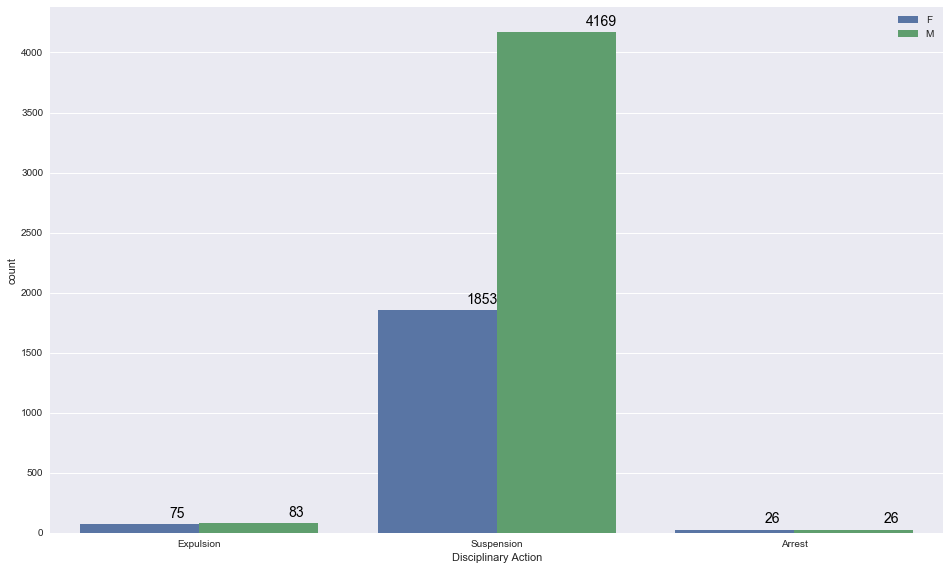 4169
F
M
4000
3500
3000
2500
count
2000
1853
1500
1000
500
75
83
26
26
0
Expulsion
Suspension
Arrest
Disciplinary Action